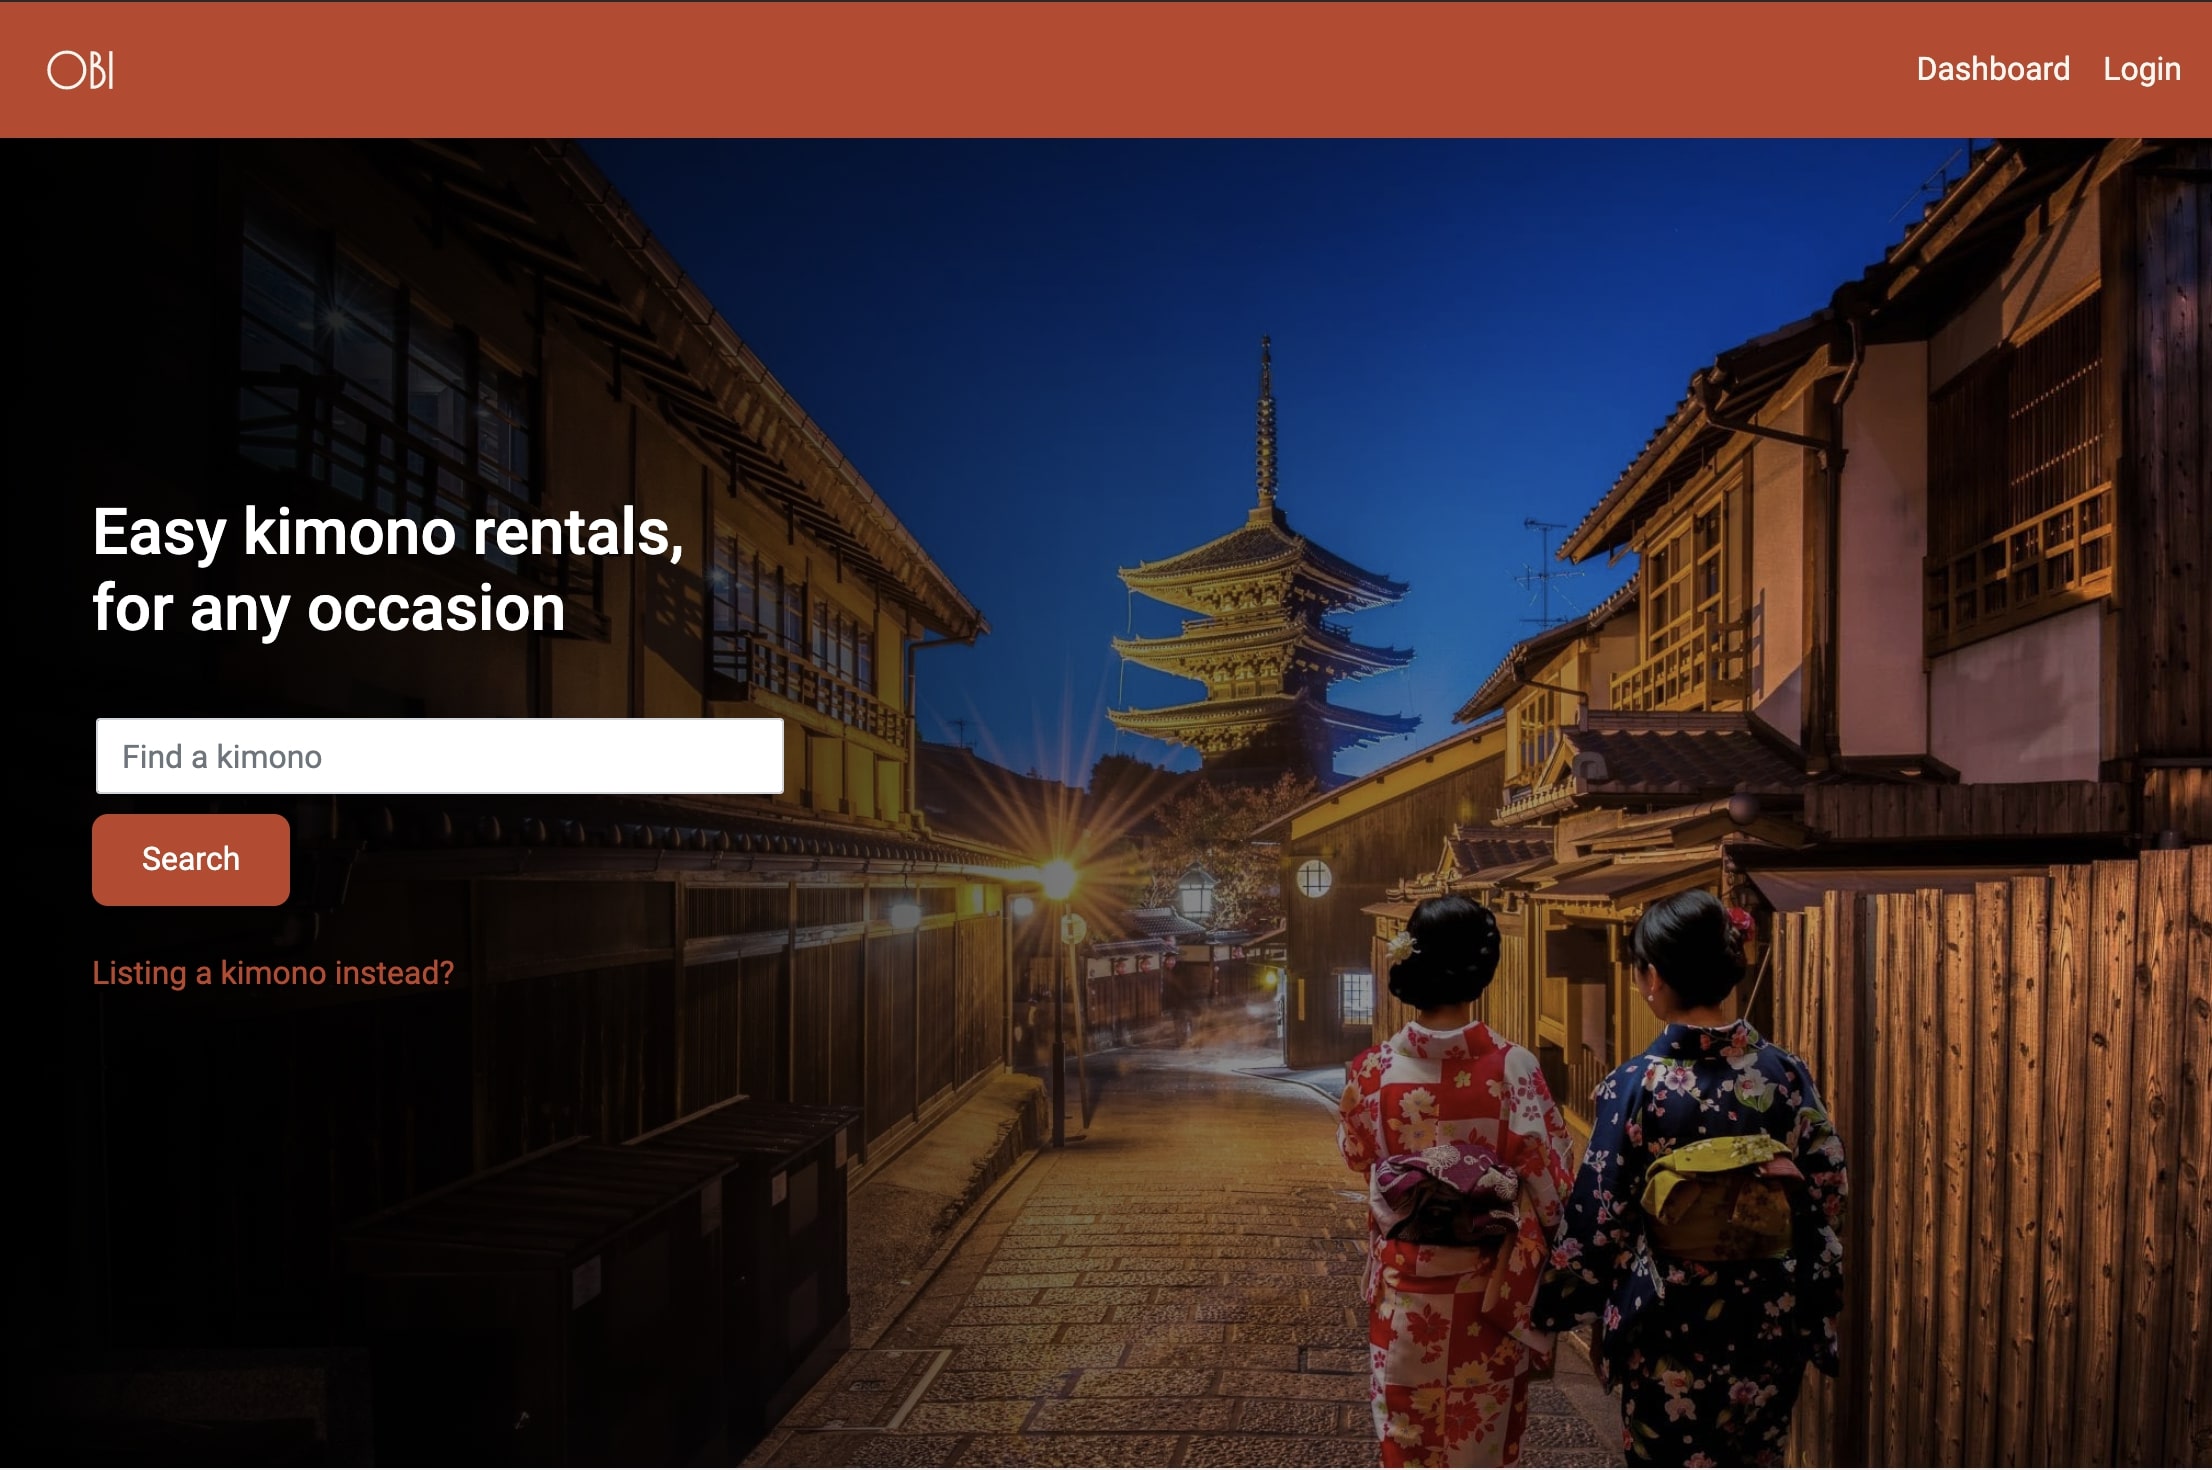 OBI
Dashboard Login
Easy kimono rentals,
for any occasion
Find a kimono
Search
Listing a kimono instead?